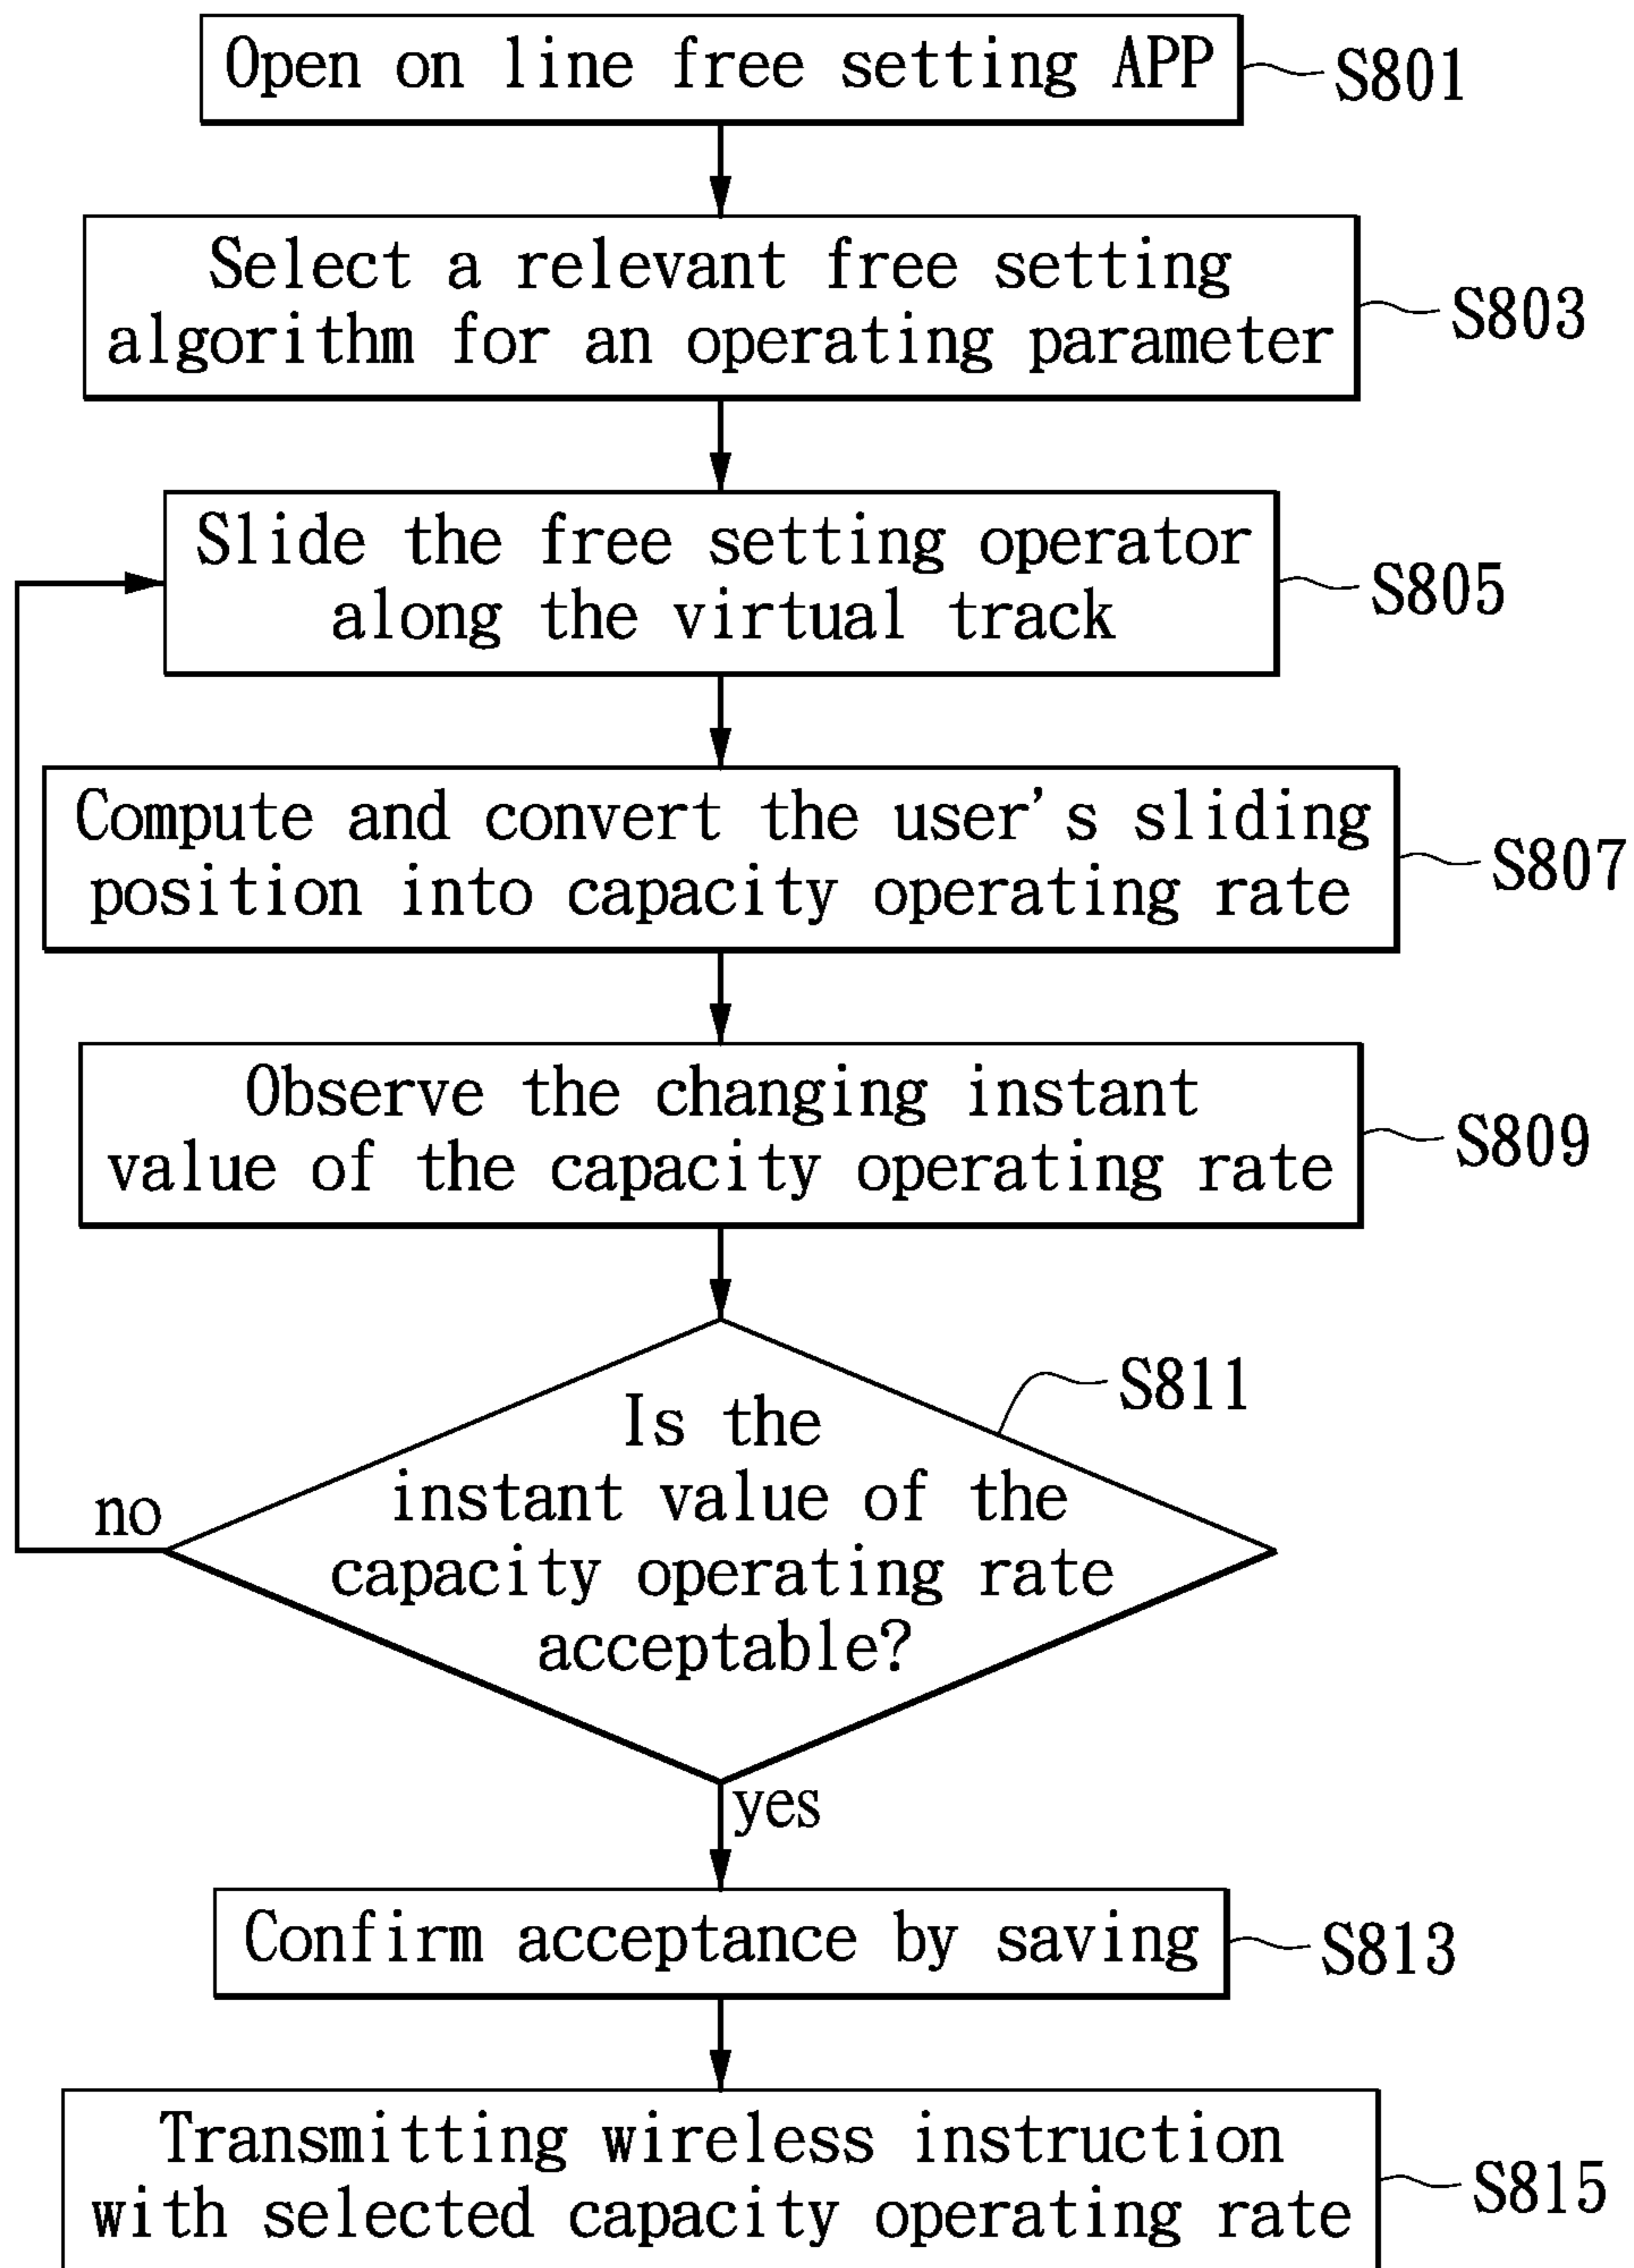 Open on line free setting APP
S801
Select a relevant free setting
algorithm for an operating parameter
S803
Slide the free setting operator
along the virtual track
S805
Compute and convert the user's sliding
position into capacity operating rate
S807
Observe the changing instant
value of the capacity operating rate
S809
Is the
instant value of the
capacity operating rate
acceptable?
S811
no
yes
Confirm acceptance by saving
S813
Transmitting wireless instruction
with selected capacity operating rate
S815